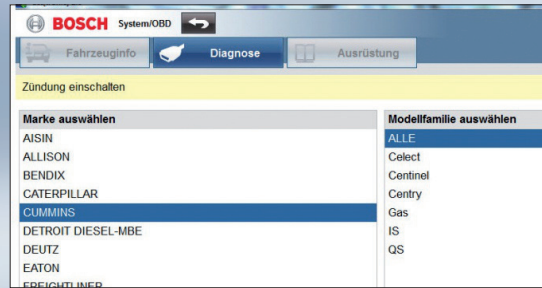 BOSCH System/OBD
Fahrzeuginfo Diagnose Ausrüstung
Zündung einschalten
Marke auswählen
AISIN
ALLISON
BENDIX
CATERPILLAR
CUMMINS
DETROIT DIESEL-MBE
DEUTZ
EATON
FREIGHTLINER
Modellfamilie auswählen
ALLE
Celect
Centinel
Centry
Gas
IS
QS